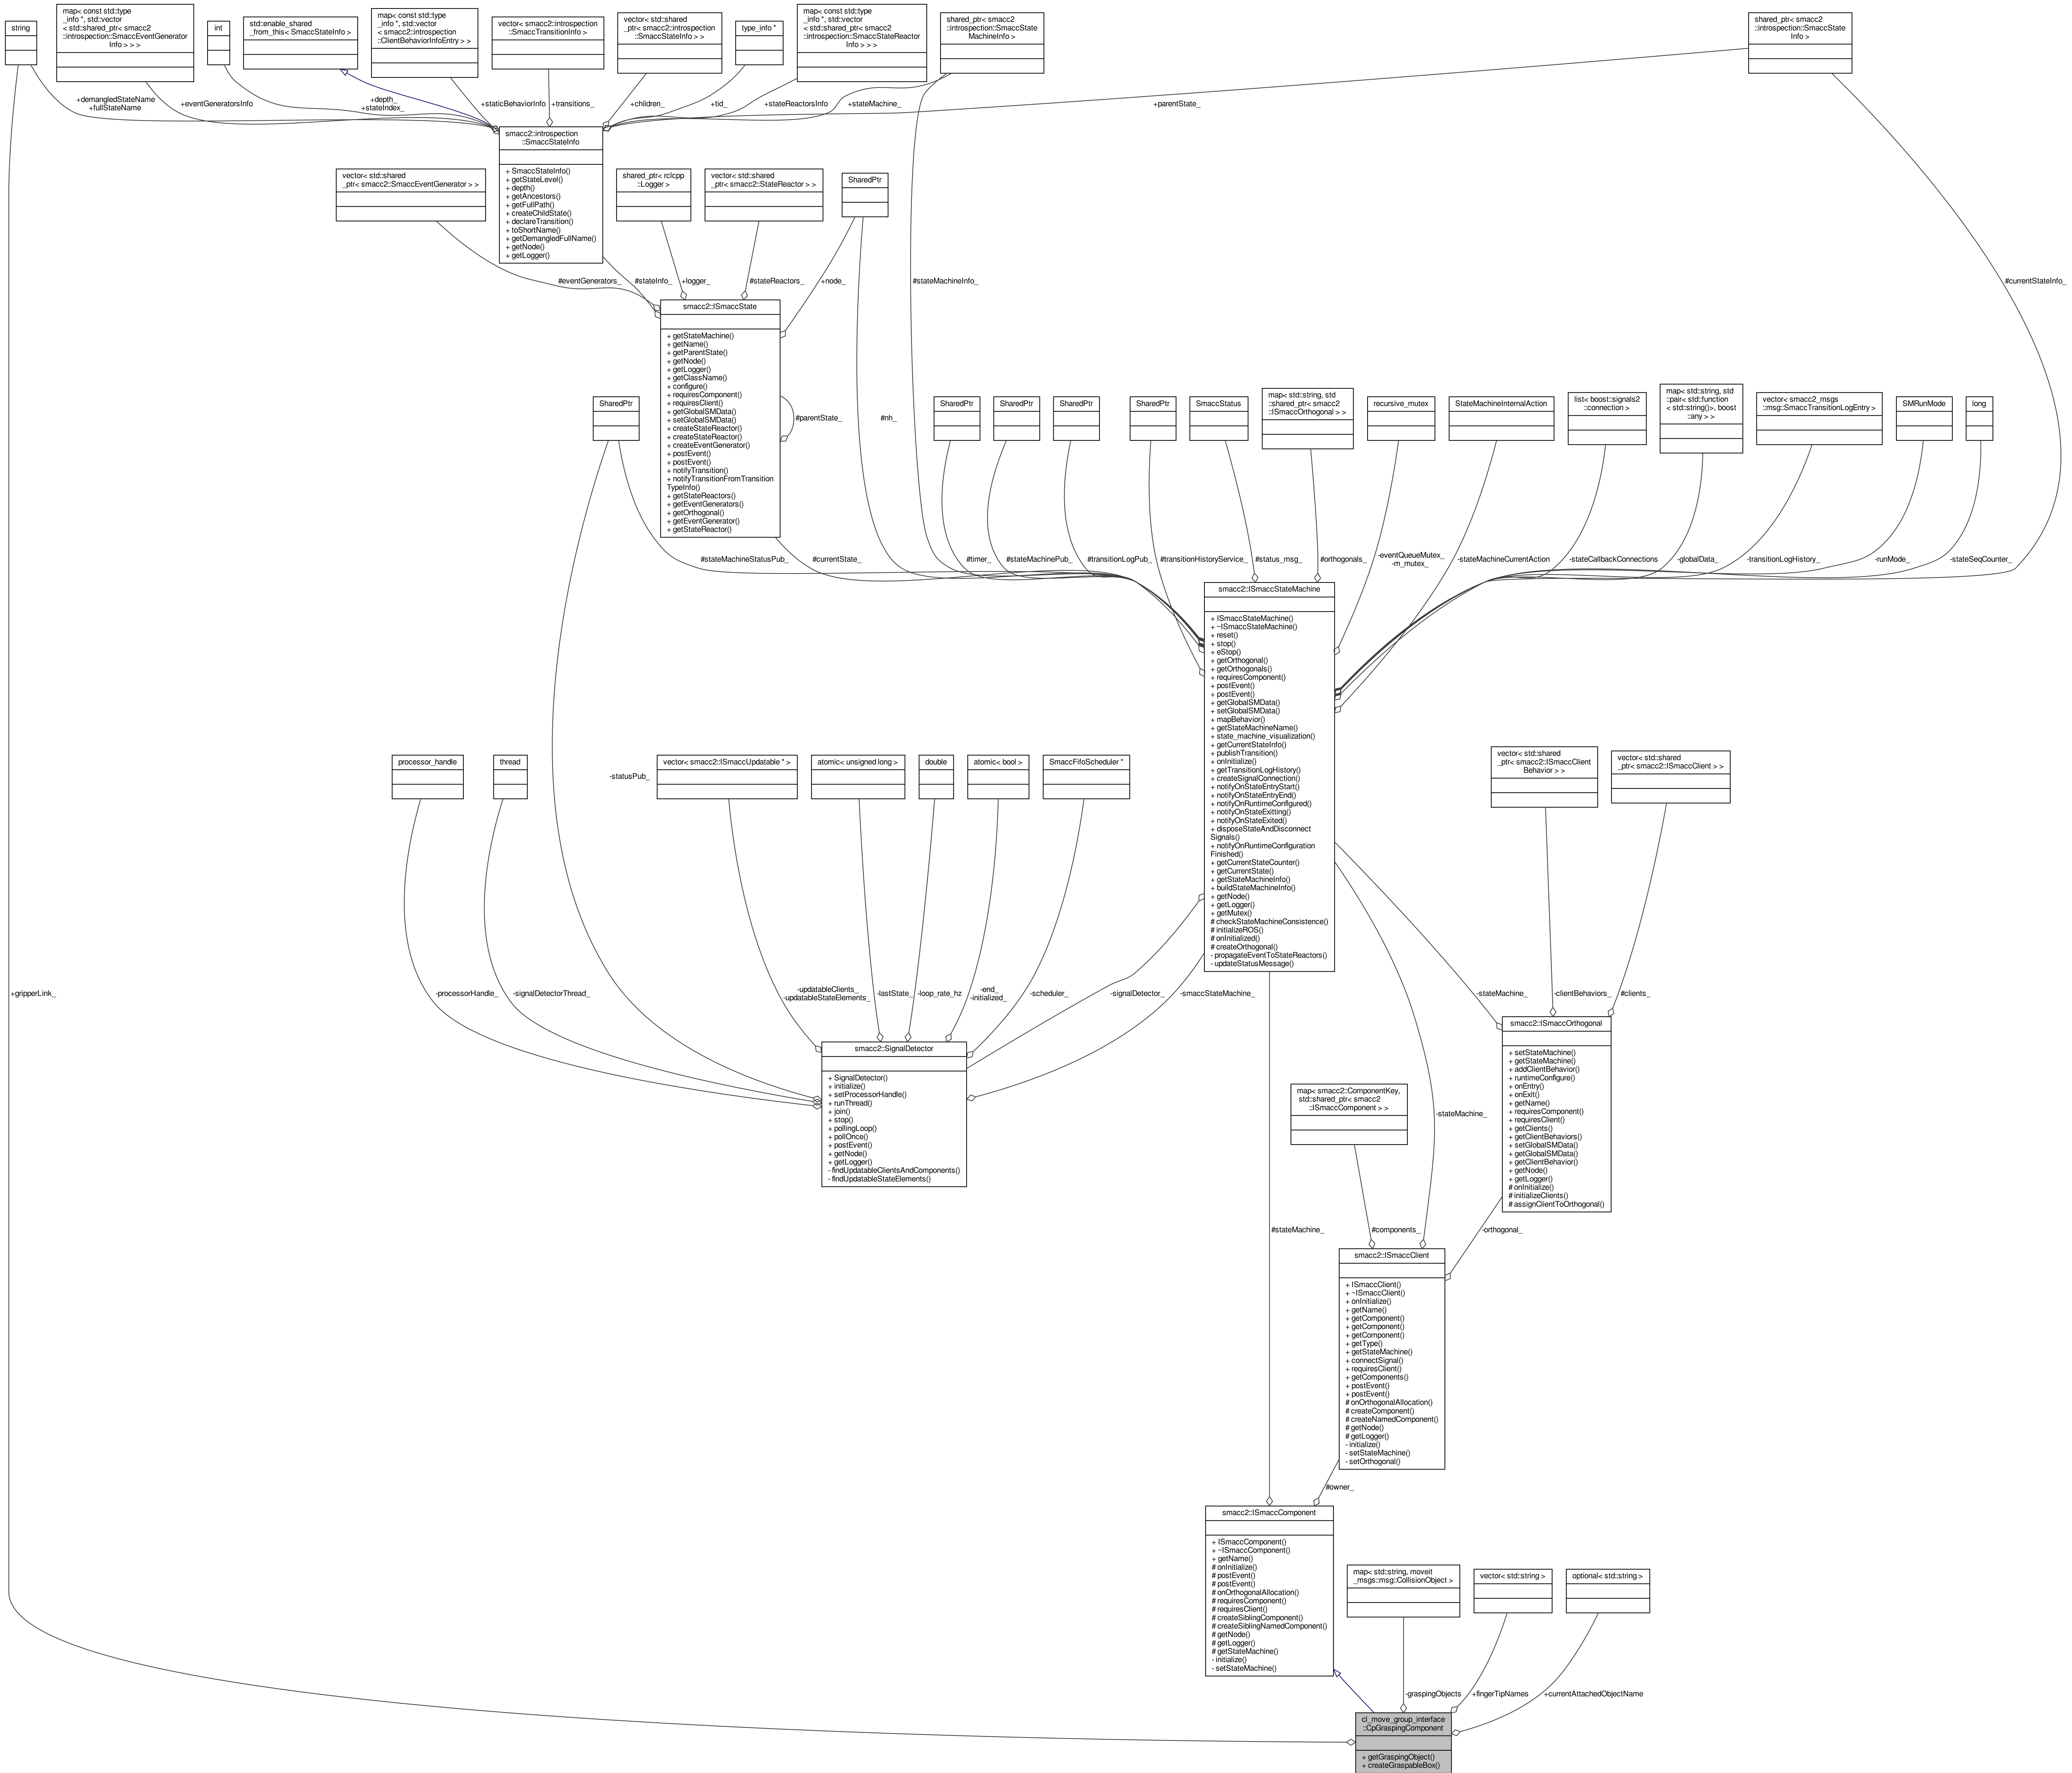 string
map< const std::type
_info *, std::vector
< std::shared_ptr< smacc2
::introspection::SmaccEventGenerator
Info > > >
int
std::enable_shared
_from_this< SmaccStateInfo >
map< const std::type
_info *, std::vector
< smacc2::introspection
::ClientBehaviorInfoEntry > >
vector< smacc2::introspection
::SmaccTransitionInfo >
vector< std::shared
_ptr< smacc2::introspection
::SmaccStateInfo > >
type_info *
map< const std::type
_info *, std::vector
< std::shared_ptr< smacc2
::introspection::SmaccStateReactor
Info > > >
shared_ptr< smacc2
::introspection::SmaccState
MachineInfo >
shared_ptr< smacc2
::introspection::SmaccState
Info >
+demangledStateName
+fullStateName
+eventGeneratorsInfo
+depth_
+stateIndex_
+staticBehaviorInfo
+transitions_
+children_
+tid_
+stateReactorsInfo
+stateMachine_
+parentState_
smacc2::introspection
::SmaccStateInfo
+ SmaccStateInfo()
+ getStateLevel()
+ depth()
+ getAncestors()
+ getFullPath()
+ createChildState()
+ declareTransition()
+ toShortName()
+ getDemangledFullName()
+ getNode()
+ getLogger()
vector< std::shared
_ptr< smacc2::SmaccEventGenerator > >
shared_ptr< rclcpp
::Logger >
vector< std::shared
_ptr< smacc2::StateReactor > >
SharedPtr
#eventGenerators_
#stateInfo_
+logger_
#stateReactors_
+node_
#stateMachineInfo_
#currentStateInfo_
smacc2::ISmaccState
+ getStateMachine()
+ getName()
+ getParentState()
+ getNode()
+ getLogger()
+ getClassName()
+ configure()
+ requiresComponent()
+ requiresClient()
+ getGlobalSMData()
+ setGlobalSMData()
+ createStateReactor()
+ createStateReactor()
+ createEventGenerator()
+ postEvent()
+ postEvent()
+ notifyTransition()
+ notifyTransitionFromTransition
TypeInfo()
+ getStateReactors()
+ getEventGenerators()
+ getOrthogonal()
+ getEventGenerator()
+ getStateReactor()
#parentState_
#nh_
SharedPtr
SharedPtr
SharedPtr
SharedPtr
SharedPtr
SmaccStatus
map< std::string, std
::shared_ptr< smacc2
::ISmaccOrthogonal > >
recursive_mutex
StateMachineInternalAction
list< boost::signals2
::connection >
map< std::string, std
::pair< std::function
< std::string()>, boost
::any > >
vector< smacc2_msgs
::msg::SmaccTransitionLogEntry >
SMRunMode
long
#stateMachineStatusPub_
#currentState_
#timer_
#stateMachinePub_
#transitionLogPub_
#transitionHistoryService_
#status_msg_
#orthogonals_
-eventQueueMutex_
-m_mutex_
-stateMachineCurrentAction
-stateCallbackConnections
-globalData_
-transitionLogHistory_
-runMode_
-stateSeqCounter_
smacc2::ISmaccStateMachine
+ ISmaccStateMachine()
+ ~ISmaccStateMachine()
+ reset()
+ stop()
+ eStop()
+ getOrthogonal()
+ getOrthogonals()
+ requiresComponent()
+ postEvent()
+ postEvent()
+ getGlobalSMData()
+ setGlobalSMData()
+ mapBehavior()
+ getStateMachineName()
+ state_machine_visualization()
+ getCurrentStateInfo()
+ publishTransition()
+ onInitialize()
+ getTransitionLogHistory()
+ createSignalConnection()
+ notifyOnStateEntryStart()
+ notifyOnStateEntryEnd()
+ notifyOnRuntimeConfigured()
+ notifyOnStateExitting()
+ notifyOnStateExited()
+ disposeStateAndDisconnect
Signals()
+ notifyOnRuntimeConfiguration
Finished()
+ getCurrentStateCounter()
+ getCurrentState()
+ getStateMachineInfo()
+ buildStateMachineInfo()
+ getNode()
+ getLogger()
+ getMutex()
# checkStateMachineConsistence()
# initializeROS()
# onInitialized()
# createOrthogonal()
- propagateEventToStateReactors()
- updateStatusMessage()
processor_handle
thread
-statusPub_
vector< smacc2::ISmaccUpdatable * >
atomic< unsigned long >
double
atomic< bool >
SmaccFifoScheduler *
vector< std::shared
_ptr< smacc2::ISmaccClient
Behavior > >
vector< std::shared
_ptr< smacc2::ISmaccClient > >
+gripperLink_
-processorHandle_
-signalDetectorThread_
-updatableClients_
-updatableStateElements_
-lastState_
-loop_rate_hz
-end_
-initialized_
-scheduler_
-signalDetector_
-smaccStateMachine_
-stateMachine_
-clientBehaviors_
#clients_
smacc2::SignalDetector
+ SignalDetector()
+ initialize()
+ setProcessorHandle()
+ runThread()
+ join()
+ stop()
+ pollingLoop()
+ pollOnce()
+ postEvent()
+ getNode()
+ getLogger()
- findUpdatableClientsAndComponents()
- findUpdatableStateElements()
smacc2::ISmaccOrthogonal
+ setStateMachine()
+ getStateMachine()
+ addClientBehavior()
+ runtimeConfigure()
+ onEntry()
+ onExit()
+ getName()
+ requiresComponent()
+ requiresClient()
+ getClients()
+ getClientBehaviors()
+ setGlobalSMData()
+ getGlobalSMData()
+ getClientBehavior()
+ getNode()
+ getLogger()
# onInitialize()
# initializeClients()
# assignClientToOrthogonal()
map< smacc2::ComponentKey,
std::shared_ptr< smacc2
::ISmaccComponent > >
-stateMachine_
#stateMachine_
#components_
-orthogonal_
smacc2::ISmaccClient
+ ISmaccClient()
+ ~ISmaccClient()
+ onInitialize()
+ getName()
+ getComponent()
+ getComponent()
+ getComponent()
+ getType()
+ getStateMachine()
+ connectSignal()
+ requiresClient()
+ getComponents()
+ postEvent()
+ postEvent()
# onOrthogonalAllocation()
# createComponent()
# createNamedComponent()
# getNode()
# getLogger()
- initialize()
- setStateMachine()
- setOrthogonal()
#owner_
smacc2::ISmaccComponent
+ ISmaccComponent()
+ ~ISmaccComponent()
+ getName()
# onInitialize()
# postEvent()
# postEvent()
# onOrthogonalAllocation()
# requiresComponent()
# requiresClient()
# createSiblingComponent()
# createSiblingNamedComponent()
# getNode()
# getLogger()
# getStateMachine()
- initialize()
- setStateMachine()
map< std::string, moveit
_msgs::msg::CollisionObject >
vector< std::string >
optional< std::string >
-graspingObjects
+fingerTipNames
+currentAttachedObjectName
cl_move_group_interface
::CpGraspingComponent
+ getGraspingObject()
+ createGraspableBox()